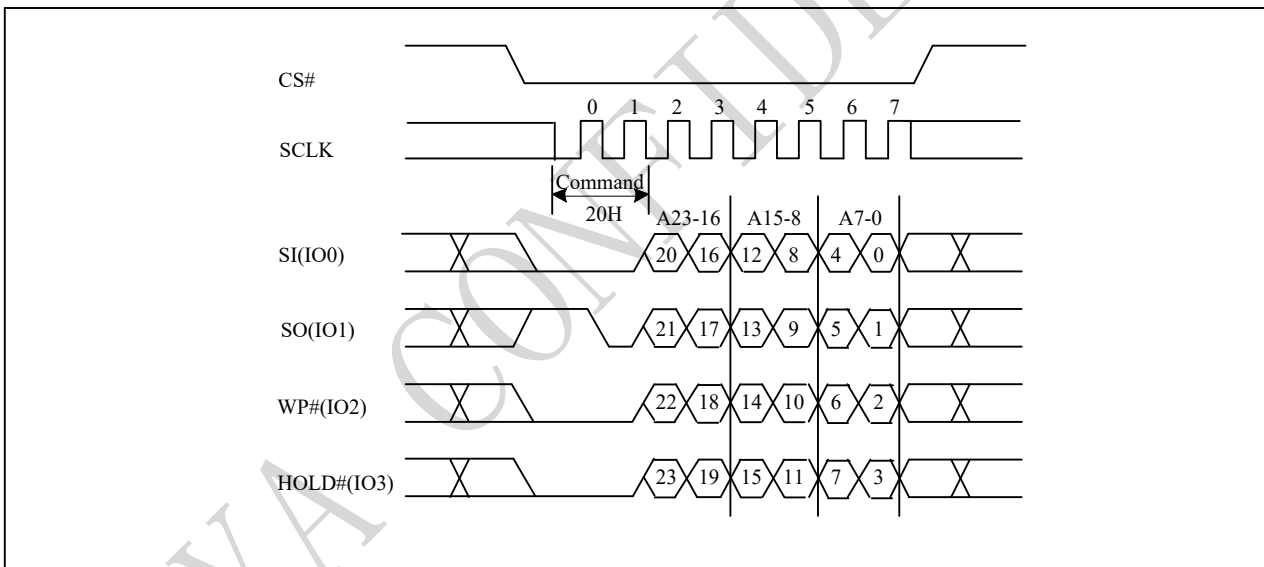 CS#
0 1 2 3 4 5 6 7
SCLK
Command
20H
A23-16 A15-8 A7-0
SI(IO0) 20 16 12 8 4 0
SO(IO1) 21 17 13 9 5 1
WP#(IO2) 22 18 14 10 6 2
HOLD#(IO3) 23 19 15 11 7 3